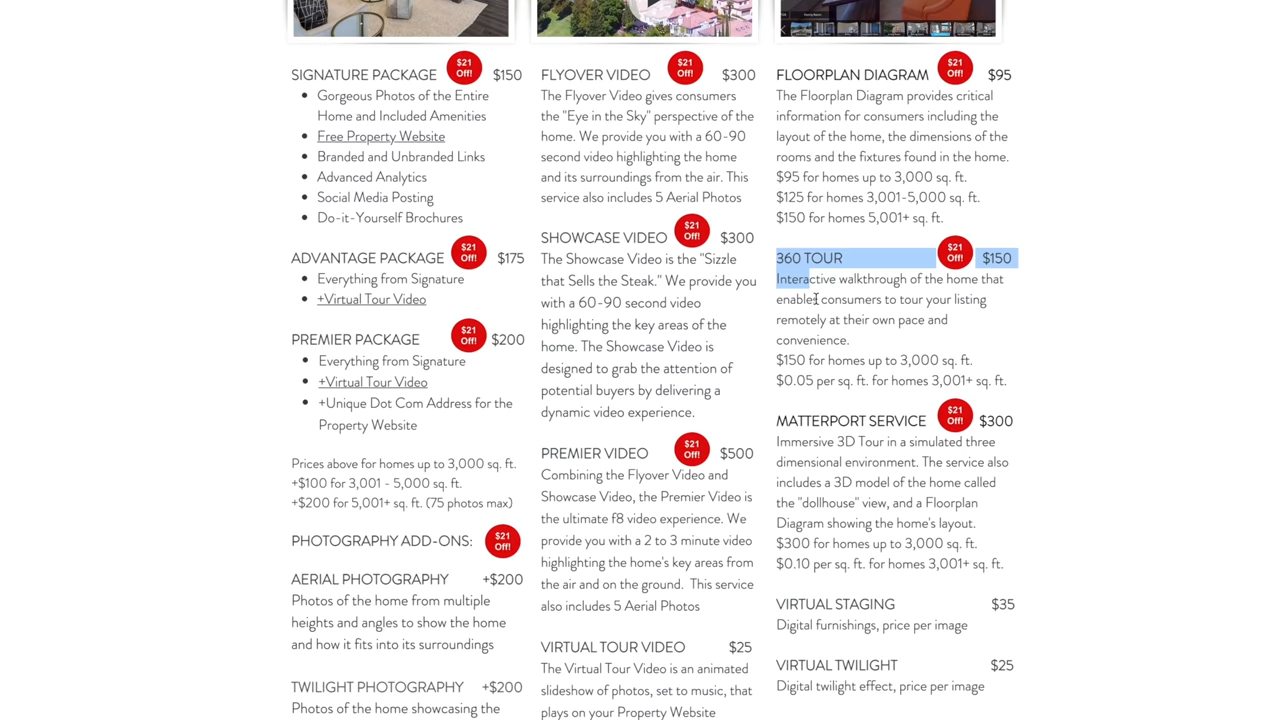 SIGNATURE PACKAGE $21 Off! $150
Gorgeous Photos of the Entire
Home and Included Amenities
Free Property Website
Branded and Unbranded Links
Advanced Analytics
Social Media Posting
Do-it-Yourself Brochures
ADVANTAGE PACKAGE $21 Off! $175
Everything from Signature
+Virtual Tour Video
PREMIER PACKAGE $21 Off! $200
Everything from Signature
+Virtual Tour Video
+Unique Dot Com Address for the
Property Website
Prices above for homes up to 3,000 sq. ft.
+$100 for 3,001 - 5,000 sq. ft.
+$200 for 5,001+ sq. ft. (75 photos max)
PHOTOGRAPHY ADD-ONS: $21 Off!
AERIAL PHOTOGRAPHY +$200
Photos of the home from multiple
heights and angles to show the home
and how it fits into its surroundings
TWILIGHT PHOTOGRAPHY +$200
Photos of the home showcasing the
FLYOVER VIDEO $21 Off! $300
The Flyover Video gives consumers
the "Eye in the Sky" perspective of the
home. We provide you with a 60-90
second video highlighting the home
and its surroundings from the air. This
service also includes 5 Aerial Photos
SHOWCASE VIDEO $21 Off! $300
The Showcase Video is the "Sizzle
that Sells the Steak." We provide you
with a 60-90 second video
highlighting the key areas of the
home. The Showcase Video is
designed to grab the attention of
potential buyers by delivering a
dynamic video experience.
PREMIER VIDEO $21 Off! $500
Combining the Flyover Video and
Showcase Video, the Premier Video is
the ultimate f8 video experience. We
provide you with a 2 to 3 minute video
highlighting the home's key areas from
the air and on the ground. This service
also includes 5 Aerial Photos
VIRTUAL TOUR VIDEO $25
The Virtual Tour Video is an animated
slideshow of photos, set to music, that
plays on your Property Website
FLOORPLAN DIAGRAM $21 Off! $95
The Floorplan Diagram provides critical
information for consumers including the
layout of the home, the dimensions of the
rooms and the fixtures found in the home.
$95 for homes up to 3,000 sq. ft.
$125 for homes 3,001-5,000 sq. ft.
$150 for homes 5,001+ sq. ft.
360 TOUR $21 Off! $150
Interactive walkthrough of the home that
enables consumers to tour your listing
remotely at their own pace and
convenience.
$150 for homes up to 3,000 sq. ft.
$0.05 per sq. ft. for homes 3,001+ sq. ft.
MATTERPORT SERVICE $21 Off! $300
Immersive 3D Tour in a simulated three
dimensional environment. The service also
includes a 3D model of the home called
the "dollhouse" view, and a Floorplan
Diagram showing the home's layout.
$300 for homes up to 3,000 sq. ft.
$0.10 per sq. ft. for homes 3,001+ sq. ft.
VIRTUAL STAGING $35
Digital furnishings, price per image
VIRTUAL TWILIGHT $25
Digital twilight effect, price per image